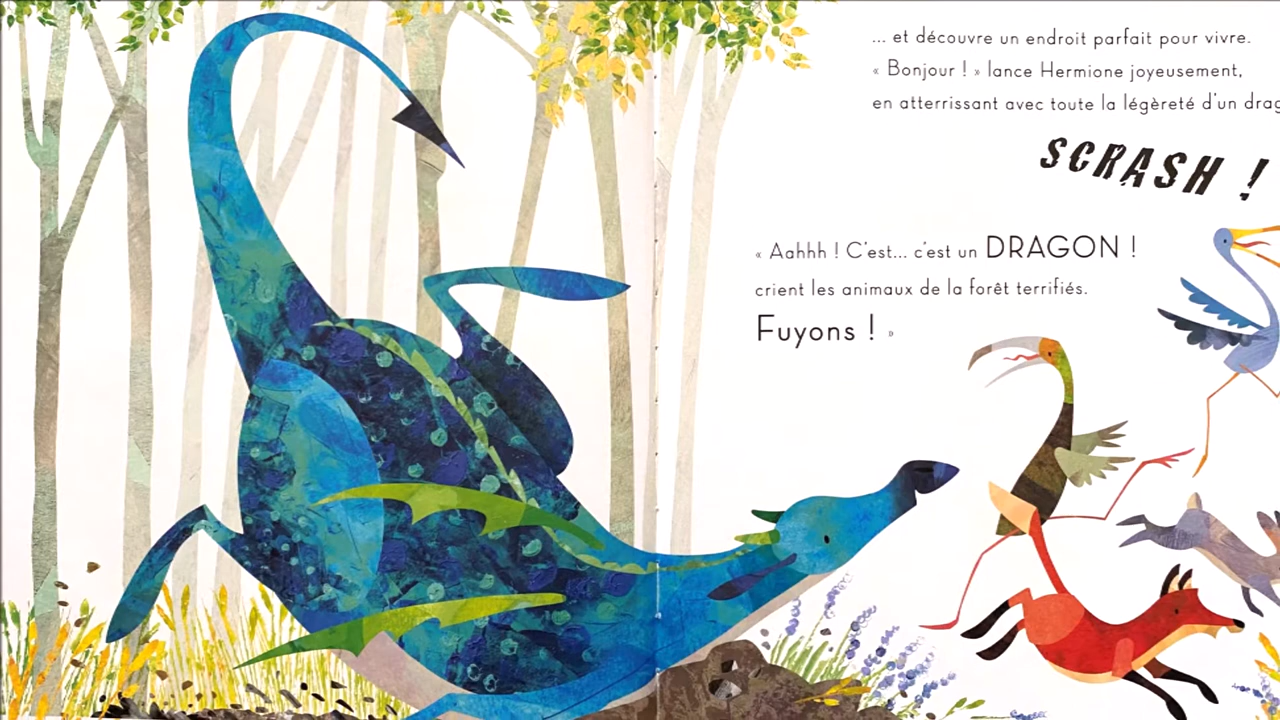 ... et découvre un endroit parfait pour vivre.
« Bonjour ! » lance Hermione joyeusement,
en atterrissant avec toute la légèreté d'un
SCRASH !
« Aahhh ! C'est... c'est un DRAGON !
crient les animaux de la forêt terrifiés.
Fuyons ! »